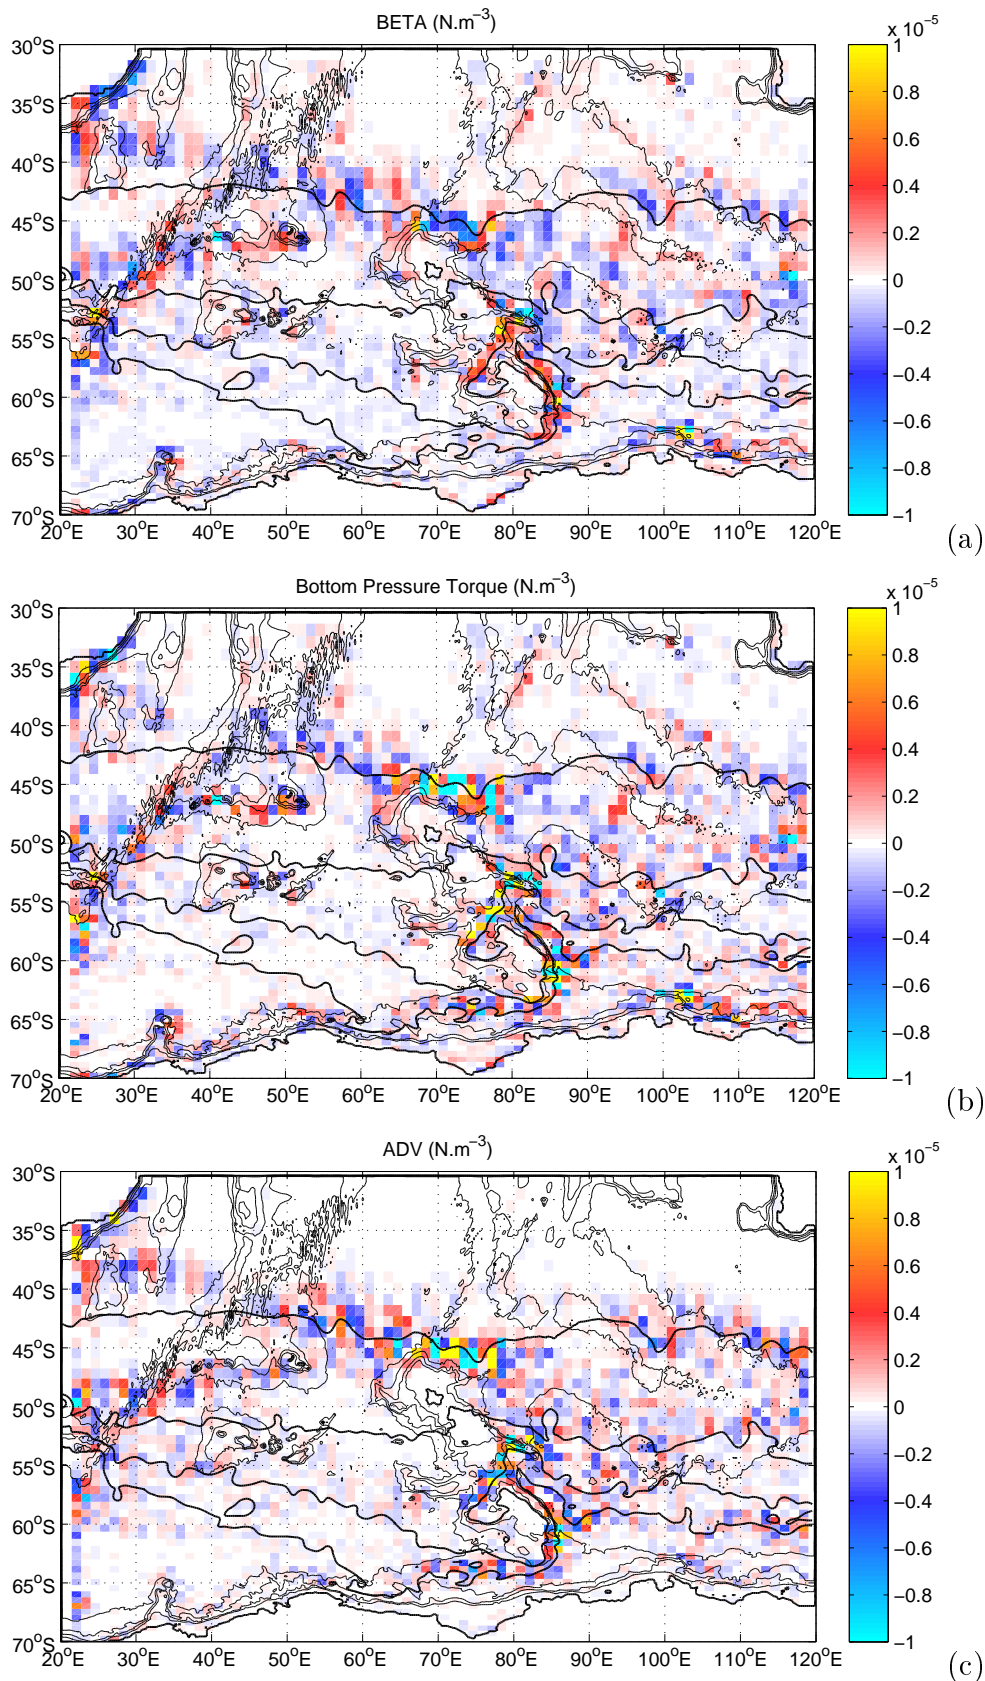 BETA (N.m⁻³)
x 10⁻⁵
30°S
35°S
40°S
45°S
50°S
55°S
60°S
65°S
70°S
20°E 30°E 40°E 50°E 60°E 70°E 80°E 90°E 100°E 110°E 120°E
1
0.8
0.6
0.4
0.2
0
−0.2
−0.4
−0.6
−0.8
−1
(a)
Bottom Pressure Torque (N.m⁻³)
x 10⁻⁵
30°S
35°S
40°S
45°S
50°S
55°S
60°S
65°S
70°S
20°E 30°E 40°E 50°E 60°E 70°E 80°E 90°E 100°E 110°E 120°E
1
0.8
0.6
0.4
0.2
0
−0.2
−0.4
−0.6
−0.8
−1
(b)
ADV (N.m⁻³)
x 10⁻⁵
30°S
35°S
40°S
45°S
50°S
55°S
60°S
65°S
70°S
20°E 30°E 40°E 50°E 60°E 70°E 80°E 90°E 100°E 110°E 120°E
1
0.8
0.6
0.4
0.2
0
−0.2
−0.4
−0.6
−0.8
−1
(c)